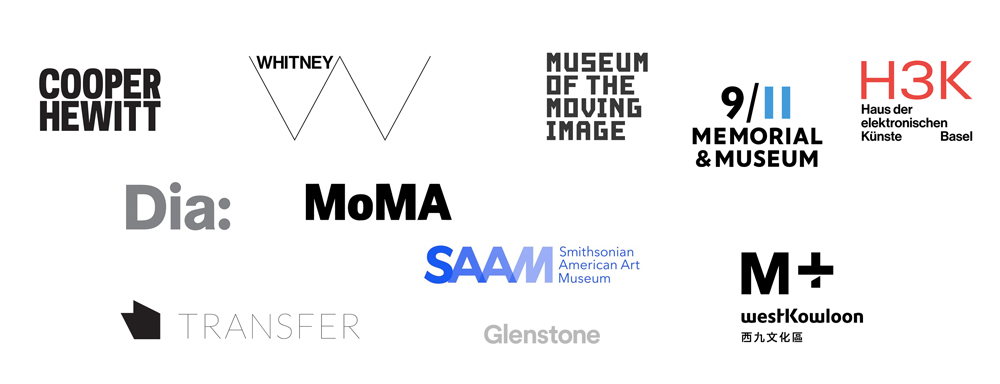 COOPER
HEWITT
WHITNEY
MUSEUM
OF THE
MOVING
IMAGE
9/11
MEMORIAL
&MUSEUM
H3K
Haus der
elektronischen
Künste Basel
Dia:
MoMA
SAAM
Smithsonian
American Art
Museum
M+
westKowloon
西九文化區
TRANSFER
Glenstone